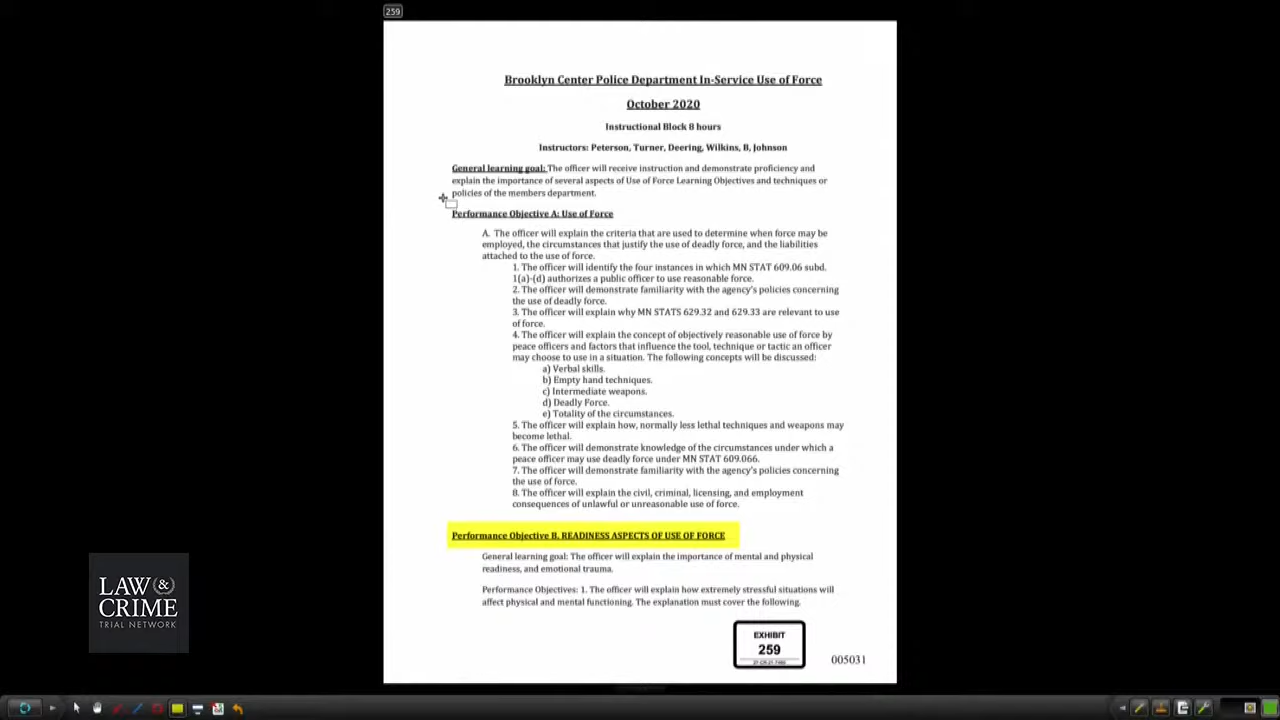 259
Brooklyn Center Police Department In-Service Use of Force
October 2020
Instructional Block 8 hours
Instructors: Peterson, Turner, Deering, Wilkins, B, Johnson
General learning goal: The officer will receive instruction and demonstrate proficiency and
explain the importance of several aspects of Use of Force Learning Objectives and techniques or
policies of the members department.
Performance Objective A: Use of Force
A. The officer will explain the criteria that are used to determine when force may be
employed, the circumstances that justify the use of deadly force, and the liabilities
attached to the use of force.
1. The officer will identify the four instances in which MN STAT 609.06 subd.
1(a)-(d) authorizes a public officer to use reasonable force.
2. The officer will demonstrate familiarity with the agency's policies concerning
the use of deadly force.
3. The officer will explain why MN STATS 629.32 and 629.33 are relevant to use
of force.
4. The officer will explain the concept of objectively reasonable use of force by
peace officers and factors that influence the tool, technique or tactic an officer
may choose to use in a situation. The following concepts will be discussed:
a) Verbal skills.
b) Empty hand techniques.
c) Intermediate weapons.
d) Deadly Force.
e) Totality of the circumstances.
5. The officer will explain how, normally less lethal techniques and weapons may
become lethal.
6. The officer will demonstrate knowledge of the circumstances under which a
peace officer may use deadly force under MN STAT 609.066.
7. The officer will demonstrate familiarity with the agency's policies concerning
the use of force.
8. The officer will explain the civil, criminal, licensing, and employment
consequences of unlawful or unreasonable use of force.
Performance Objective B. READINESS ASPECTS OF USE OF FORCE
General learning goal: The officer will explain the importance of mental and physical
readiness, and emotional trauma.
Performance Objectives: 1. The officer will explain how extremely stressful situations will
affect physical and mental functioning. The explanation must cover the following.
EXHIBIT
259
005031
LAW &
CRIME
TRIAL NETWORK